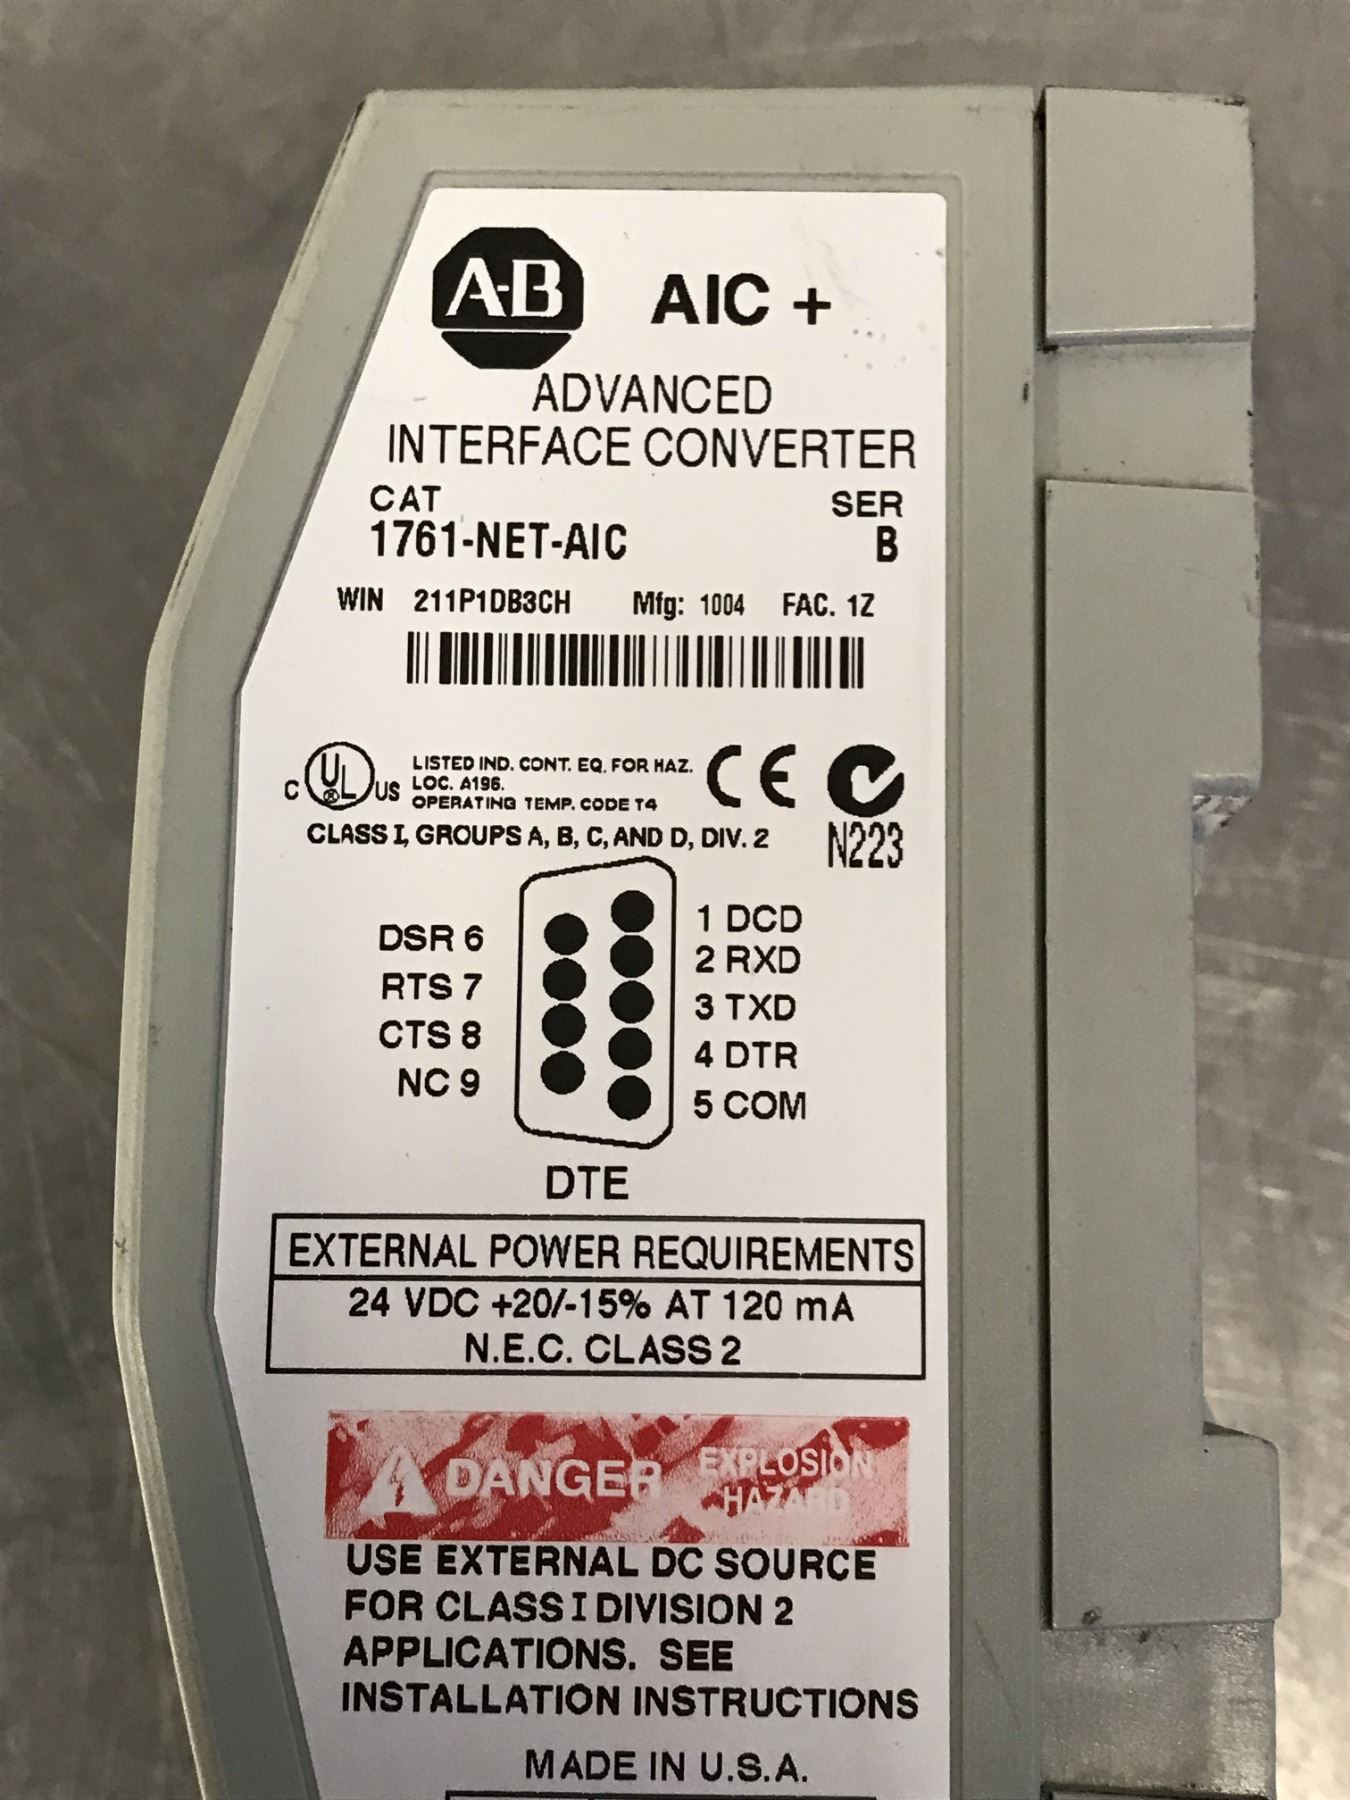 A-B AIC +
ADVANCED
INTERFACE CONVERTER
CAT SER
1761-NET-AIC B
WIN 211P1DB3CH Mfg: 1004 FAC. 1Z
C UL US LISTED IND. CONT. EQ. FOR HAZ.
LOC. A196.
OPERATING TEMP. CODE T4
CLASS I, GROUPS A, B, C, AND D, DIV. 2
CE
N223
DSR 6
RTS 7
CTS 8
NC 9
1 DCD
2 RXD
3 TXD
4 DTR
5 COM
DTE
EXTERNAL POWER REQUIREMENTS
24 VDC +20/-15% AT 120 mA
N.E.C. CLASS 2
DANGER EXPLOSION
HAZARD
USE EXTERNAL DC SOURCE
FOR CLASS I DIVISION 2
APPLICATIONS. SEE
INSTALLATION INSTRUCTIONS
MADE IN U.S.A.